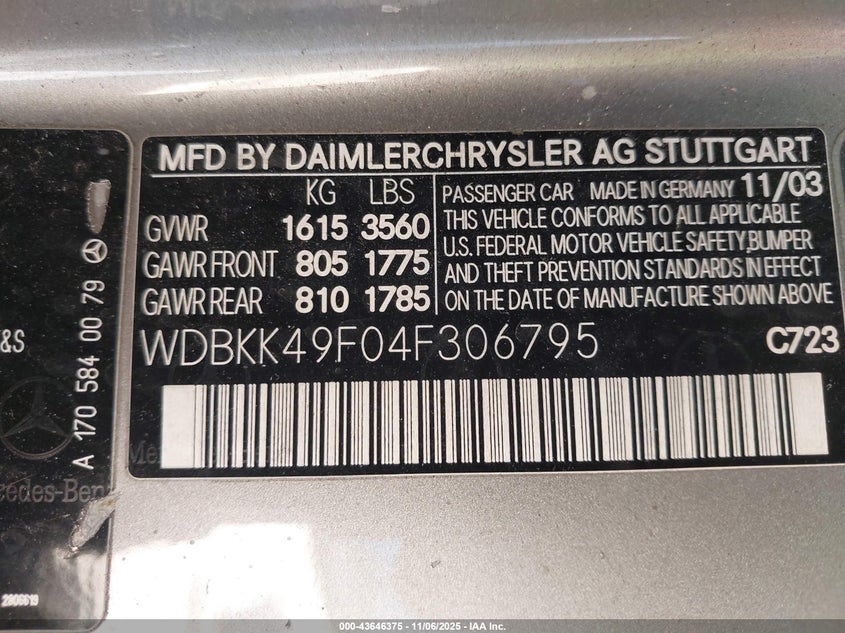 MFD BY DAIMLERCHRYSLER AG STUTTGART
KG LBS
GVWR 1615 3560
GAWR FRONT 805 1775
GAWR REAR 810 1785
PASSENGER CAR MADE IN GERMANY 11/03
THIS VEHICLE CONFORMS TO ALL APPLICABLE
U.S. FEDERAL MOTOR VEHICLE SAFETY,BUMPER
AND THEFT PREVENTION STANDARDS IN EFFECT
ON THE DATE OF MANUFACTURE SHOWN ABOVE
WDBKK49F04F306795 C723
A 170 584 00 79
&S
cedes-Benz
2806619
000-43646375 - 11/06/2025 - IAA Inc.